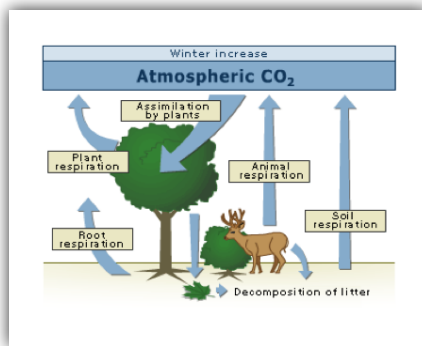 Winter increase
Atmospheric CO₂
Assimilation
by plants
Plant
respiration
Animal
respiration
Root
respiration
Soil
respiration
Decomposition of litter